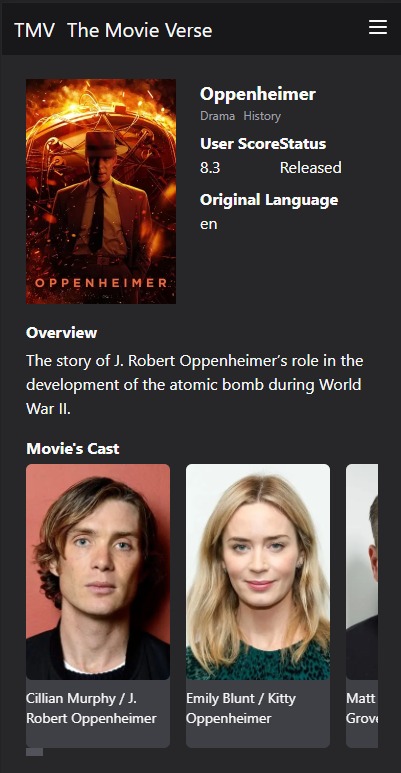 TMV The Movie Verse
OPPENHEIMER
Oppenheimer
Drama History
User ScoreStatus
8.3 Released
Original Language
en
Overview
The story of J. Robert Oppenheimer’s role in the
development of the atomic bomb during World
War II.
Movie's Cast
Cillian Murphy / J.
Robert Oppenheimer
Emily Blunt / Kitty
Oppenheimer
Matt
Grove